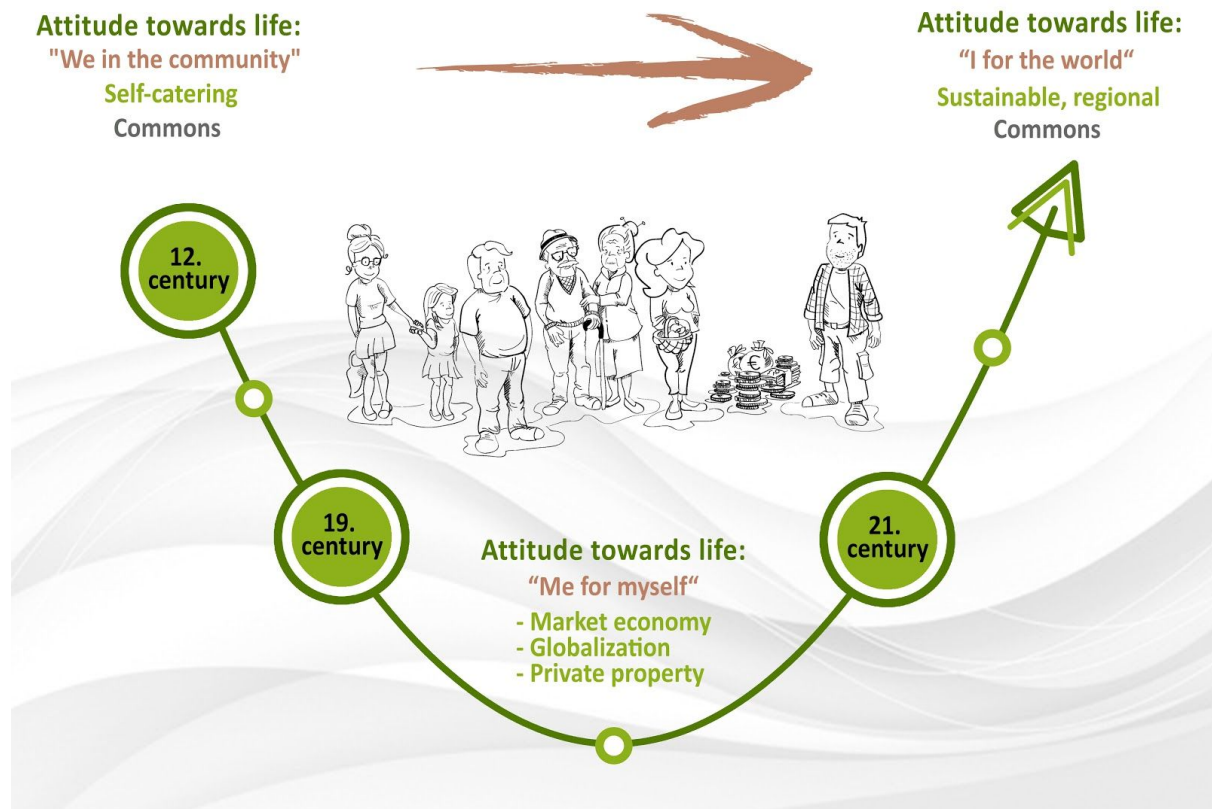 Attitude towards life:
"We in the community"
Self-catering
Commons
Attitude towards life:
“I for the world“
Sustainable, regional
Commons
12.
century
€
19.
century
Attitude towards life:
“Me for myself“
- Market economy
- Globalization
- Private property
21.
century